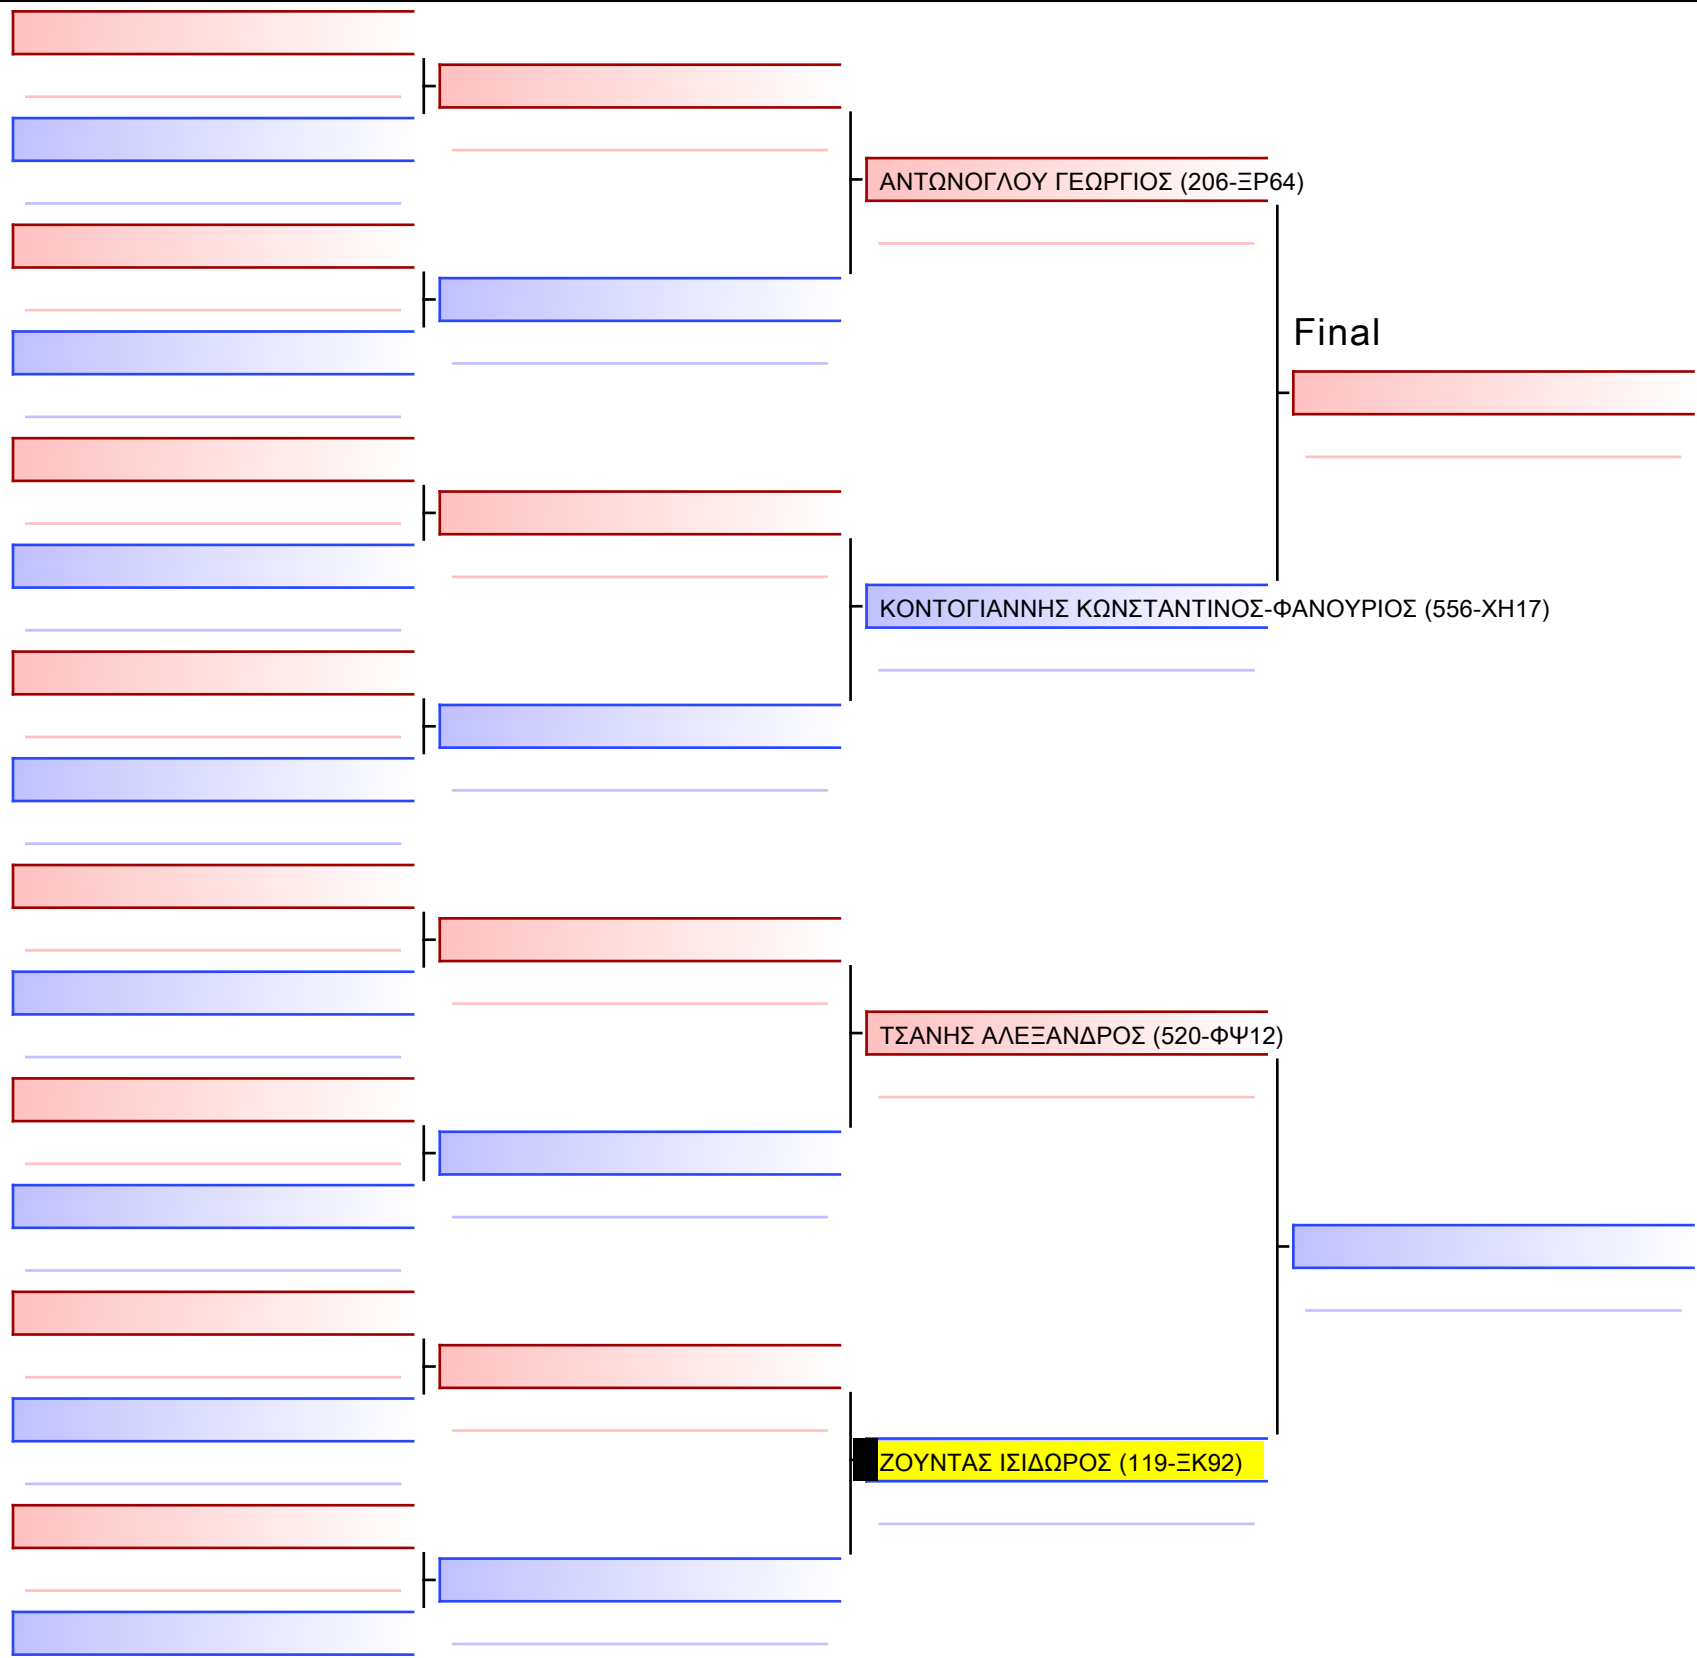 ΑΝΤΩΝΟΓΛΟΥ ΓΕΩΡΓΙΟΣ (206-ΞΡ64)
Final
ΚΟΝΤΟΓΙΑΝΝΗΣ ΚΩΝΣΤΑΝΤΙΝΟΣ-ΦΑΝΟΥΡΙΟΣ (556-ΧΗ17)
ΤΣΑΝΗΣ ΑΛΕΞΑΝΔΡΟΣ (520-ΦΨ12)
ΖΟΥΝΤΑΣ ΙΣΙΔΩΡΟΣ (119-ΞΚ92)